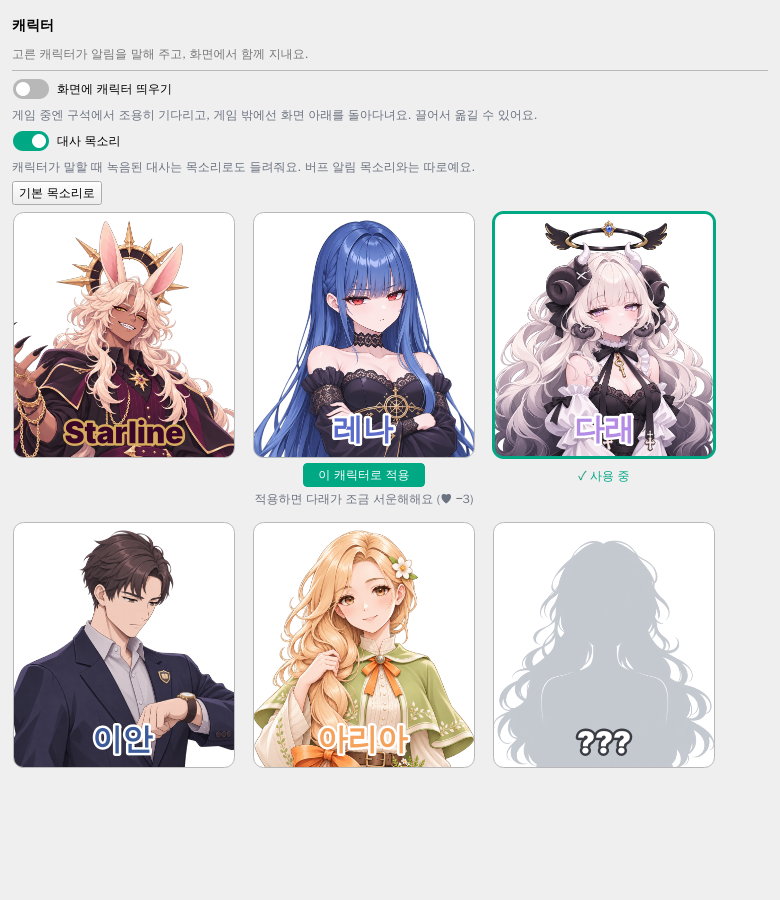 캐릭터
고른 캐릭터가 알림을 말해 주고, 화면에서 함께 지내요.
화면에 캐릭터 띄우기
게임 중엔 구석에서 조용히 기다리고, 게임 밖에선 화면 아래를 돌아다녀요. 끌어서 옮길 수 있어요.
대사 목소리
캐릭터가 말할 때 녹음된 대사는 목소리로도 들려줘요. 버프 알림 목소리와는 따로예요.
기본 목소리로
Starline
레나
다래
이 캐릭터로 적용
✓ 사용 중
적용하면 다래가 조금 서운해해요 (♥ −3)
이안
아리아
???